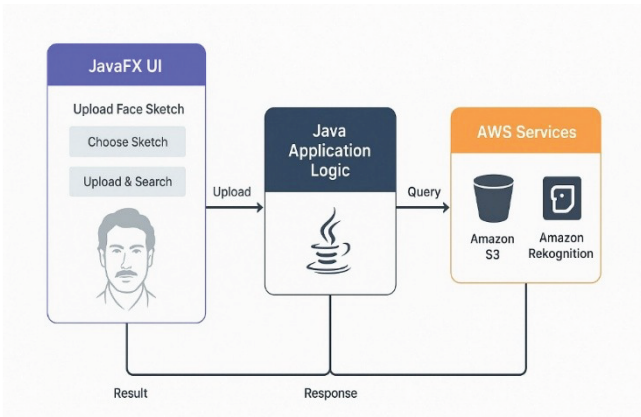 JavaFX UI
Upload Face Sketch
Choose Sketch
Upload & Search
Upload
Java
Application
Logic
Query
AWS Services
Amazon
S3
Amazon
Rekognition
Result
Response